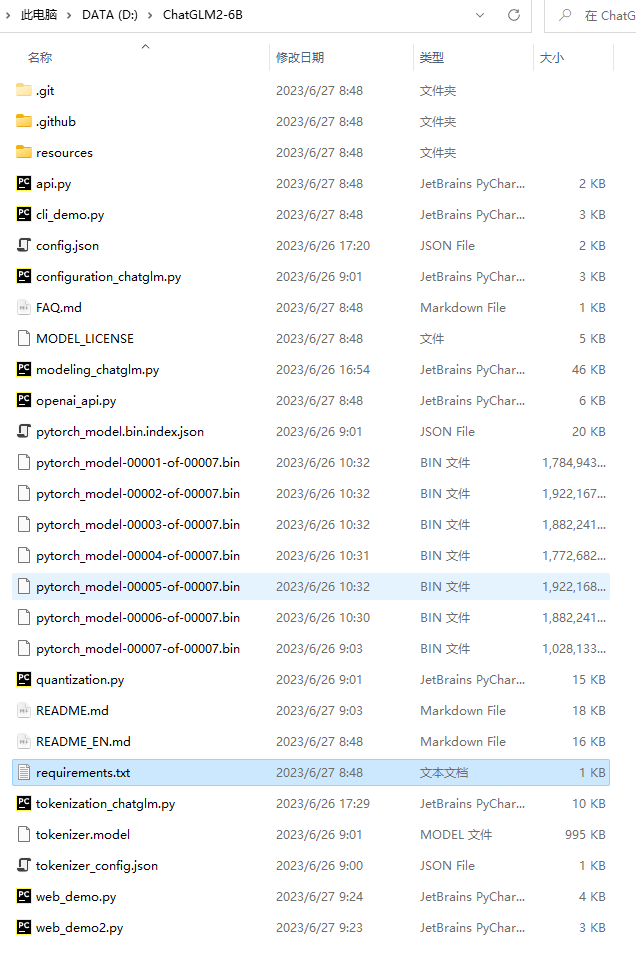 此电脑 > DATA (D:) > ChatGLM2-6B
在 ChatG
名称 修改日期 类型 大小
.git 2023/6/27 8:48 文件夹
.github 2023/6/27 8:48 文件夹
resources 2023/6/27 8:48 文件夹
api.py 2023/6/27 8:48 JetBrains PyChar... 2 KB
cli_demo.py 2023/6/27 8:48 JetBrains PyChar... 3 KB
config.json 2023/6/26 17:20 JSON File 2 KB
configuration_chatglm.py 2023/6/26 9:01 JetBrains PyChar... 3 KB
FAQ.md 2023/6/27 8:48 Markdown File 1 KB
MODEL_LICENSE 2023/6/27 8:48 文件 5 KB
modeling_chatglm.py 2023/6/26 16:54 JetBrains PyChar... 46 KB
openai_api.py 2023/6/27 8:48 JetBrains PyChar... 6 KB
pytorch_model.bin.index.json 2023/6/26 9:01 JSON File 20 KB
pytorch_model-00001-of-00007.bin 2023/6/26 10:32 BIN 文件 1,784,943...
pytorch_model-00002-of-00007.bin 2023/6/26 10:32 BIN 文件 1,922,167...
pytorch_model-00003-of-00007.bin 2023/6/26 10:32 BIN 文件 1,882,241...
pytorch_model-00004-of-00007.bin 2023/6/26 10:31 BIN 文件 1,772,682...
pytorch_model-00005-of-00007.bin 2023/6/26 10:32 BIN 文件 1,922,168...
pytorch_model-00006-of-00007.bin 2023/6/26 10:30 BIN 文件 1,882,241...
pytorch_model-00007-of-00007.bin 2023/6/26 9:03 BIN 文件 1,028,133...
quantization.py 2023/6/26 9:01 JetBrains PyChar... 15 KB
README.md 2023/6/27 9:03 Markdown File 18 KB
README_EN.md 2023/6/27 8:48 Markdown File 16 KB
requirements.txt 2023/6/27 8:48 文本文档 1 KB
tokenization_chatglm.py 2023/6/26 17:29 JetBrains PyChar... 10 KB
tokenizer.model 2023/6/26 9:01 MODEL 文件 995 KB
tokenizer_config.json 2023/6/26 9:00 JSON File 1 KB
web_demo.py 2023/6/27 9:24 JetBrains PyChar... 4 KB
web_demo2.py 2023/6/27 9:23 JetBrains PyChar... 3 KB